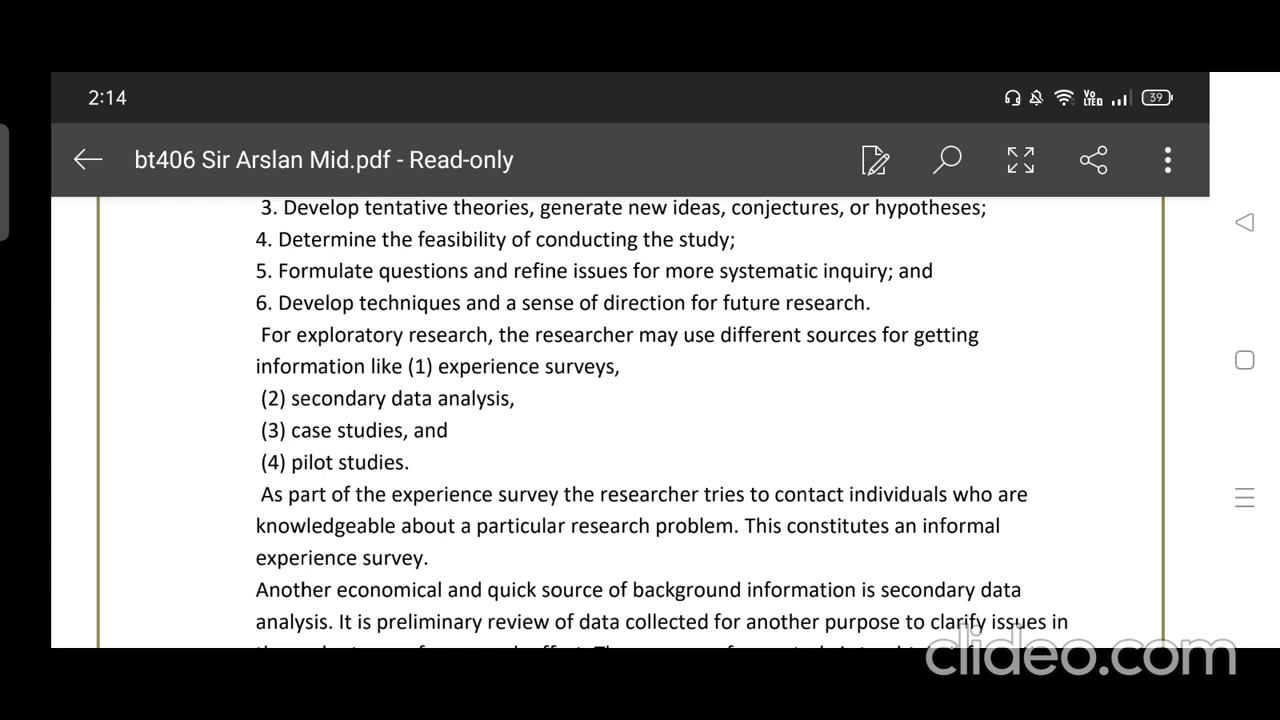 2:14
Vo
LTED
39
bt406 Sir Arslan Mid.pdf - Read-only
3. Develop tentative theories, generate new ideas, conjectures, or hypotheses;
4. Determine the feasibility of conducting the study;
5. Formulate questions and refine issues for more systematic inquiry; and
6. Develop techniques and a sense of direction for future research.
For exploratory research, the researcher may use different sources for getting
information like (1) experience surveys,
(2) secondary data analysis,
(3) case studies, and
(4) pilot studies.
As part of the experience survey the researcher tries to contact individuals who are
knowledgeable about a particular research problem. This constitutes an informal
experience survey.
Another economical and quick source of background information is secondary data
analysis. It is preliminary review of data collected for another purpose to clarify issues in
clideo.com